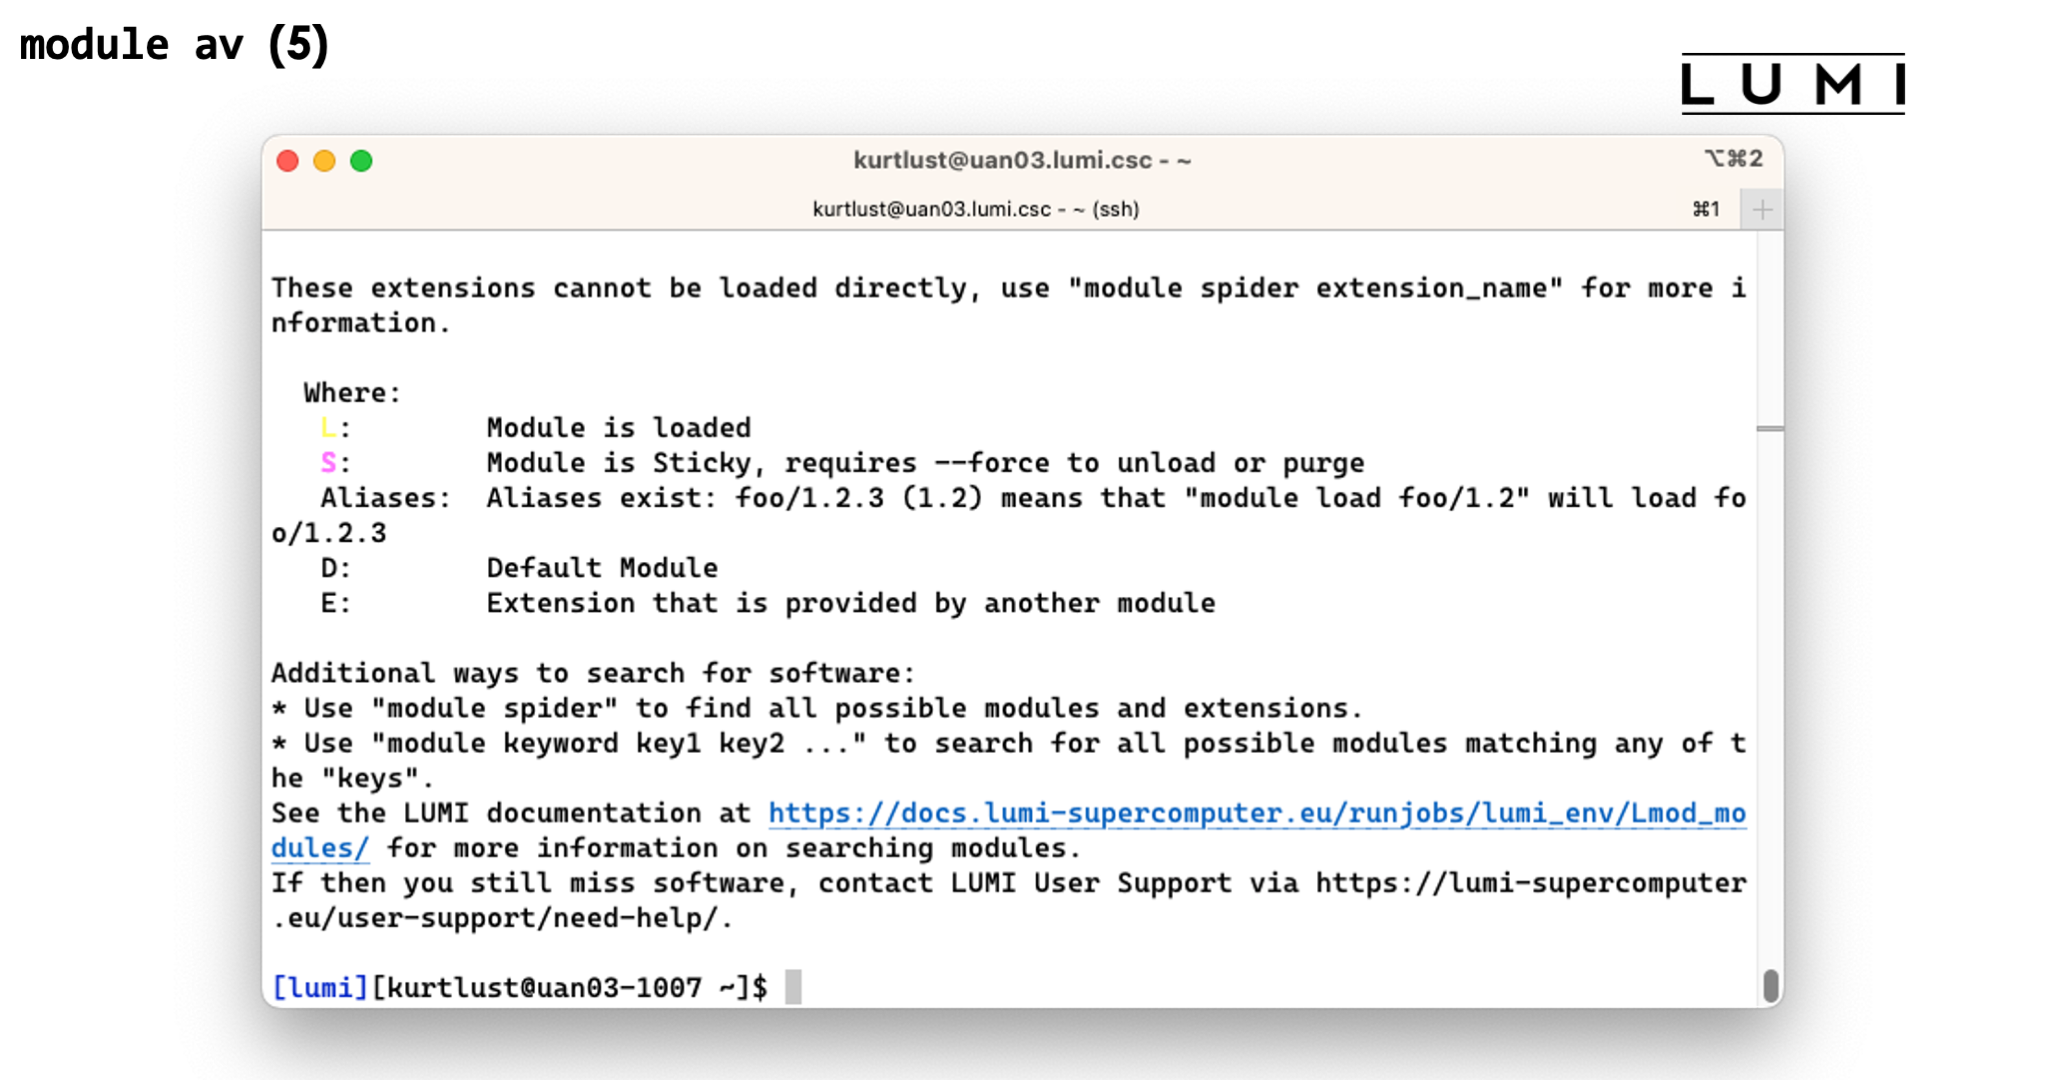 module av (5)
LUMI
kurtlust@uan03.lumi.csc - ~
⌥⌘2
kurtlust@uan03.lumi.csc - ~ (ssh)
⌘1
+
These extensions cannot be loaded directly, use "module spider extension_name" for more i
nformation.
Where:
L: Module is loaded
S: Module is Sticky, requires --force to unload or purge
Aliases: Aliases exist: foo/1.2.3 (1.2) means that "module load foo/1.2" will load fo
o/1.2.3
D: Default Module
E: Extension that is provided by another module
Additional ways to search for software:
* Use "module spider" to find all possible modules and extensions.
* Use "module keyword key1 key2 ..." to search for all possible modules matching any of t
he "keys".
See the LUMI documentation at https://docs.lumi-supercomputer.eu/runjobs/lumi_env/Lmod_mo
dules/ for more information on searching modules.
If then you still miss software, contact LUMI User Support via https://lumi-supercomputer
.eu/user-support/need-help/.
[lumi][kurtlust@uan03-1007 ~]$